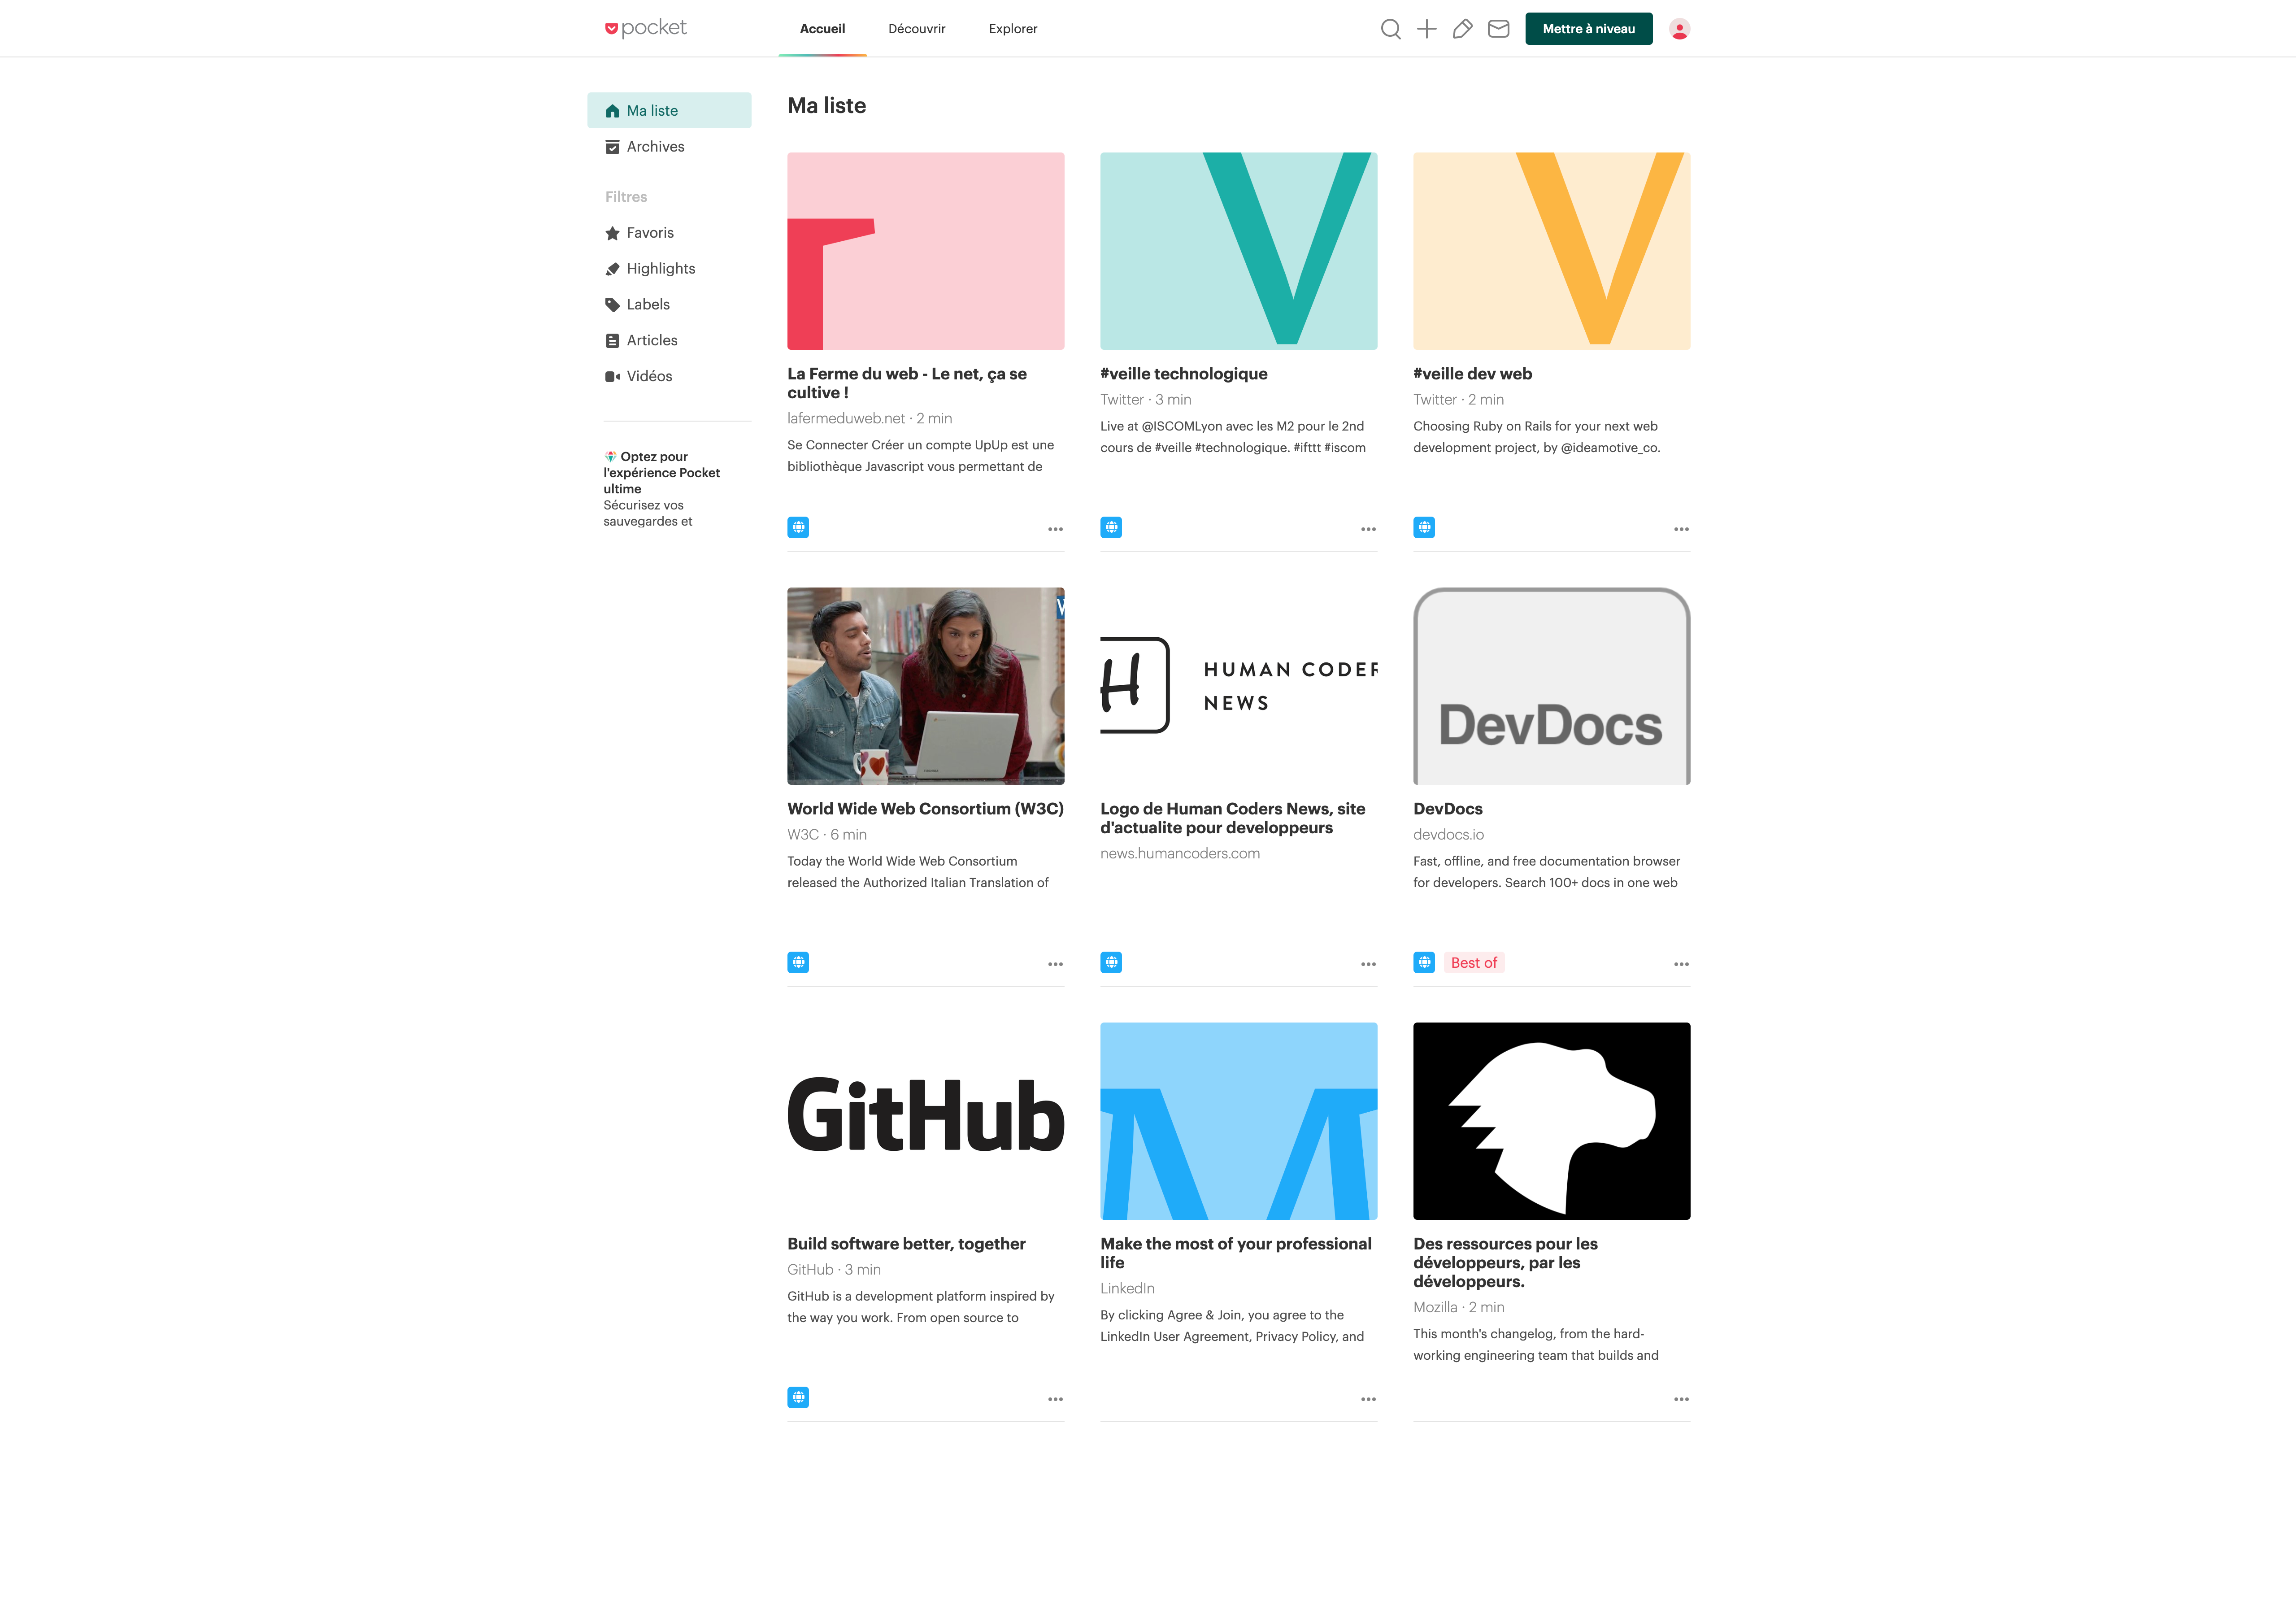 pocket
Accueil
Découvrir
Explorer
Mettre à niveau
Ma liste
Archives
Filtres
Favoris
Highlights
Labels
Articles
Vidéos
Optez pour
l'expérience Pocket
ultime
Sécurisez vos
sauvegardes et
Ma liste
La Ferme du web - Le net, ça se
cultive !
lafermeduweb.net · 2 min
Se Connecter Créer un compte UpUp est une
bibliothèque Javascript vous permettant de
#veille technologique
Twitter · 3 min
Live at @ISCOMLyon avec les M2 pour le 2nd
cours de #veille #technologique. #ifttt #iscom
#veille dev web
Twitter · 2 min
Choosing Ruby on Rails for your next web
development project, by @ideamotive_co.
World Wide Web Consortium (W3C)
W3C · 6 min
Today the World Wide Web Consortium
released the Authorized Italian Translation of
H
HUMAN CODER
NEWS
Logo de Human Coders News, site
d'actualite pour developpeurs
news.humancoders.com
DevDocs
DevDocs
devdocs.io
Fast, offline, and free documentation browser
for developers. Search 100+ docs in one web
Best of
GitHub
Build software better, together
GitHub · 3 min
GitHub is a development platform inspired by
the way you work. From open source to
Make the most of your professional
life
LinkedIn
By clicking Agree & Join, you agree to the
LinkedIn User Agreement, Privacy Policy, and
Des ressources pour les
développeurs, par les
développeurs.
Mozilla · 2 min
This month's changelog, from the hard-
working engineering team that builds and